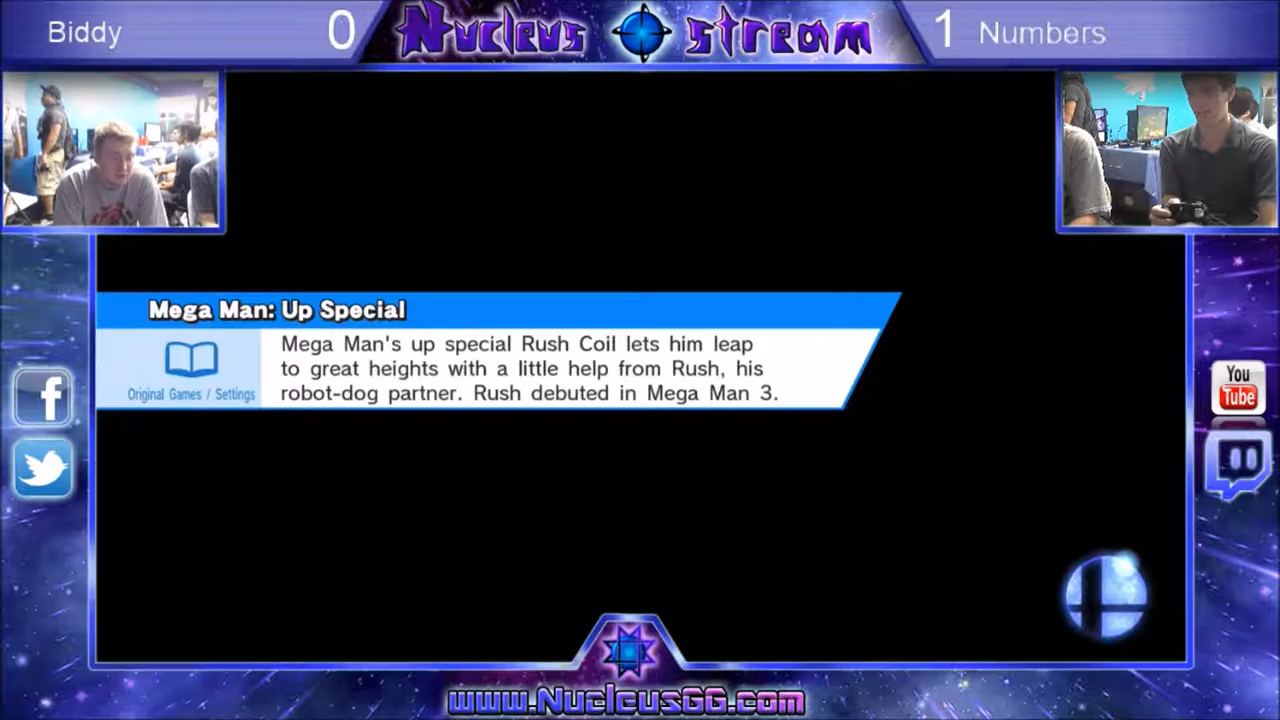 Biddy 0 Nucleus stream 1 Numbers
Mega Man: Up Special
Mega Man's up special Rush Coil lets him leap
to great heights with a little help from Rush, his
robot-dog partner. Rush debuted in Mega Man 3.
Original Games / Settings
f
You
Tube
www.NucleusGG.com